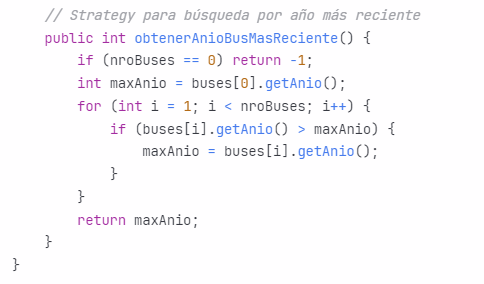 // Strategy para búsqueda por año más reciente
public int obtenerAnioBusMasReciente() {
if (nroBuses == 0) return -1;
int maxAnio = buses[0].getAnio();
for (int i = 1; i < nroBuses; i++) {
if (buses[i].getAnio() > maxAnio) {
maxAnio = buses[i].getAnio();
}
}
return maxAnio;
}
}